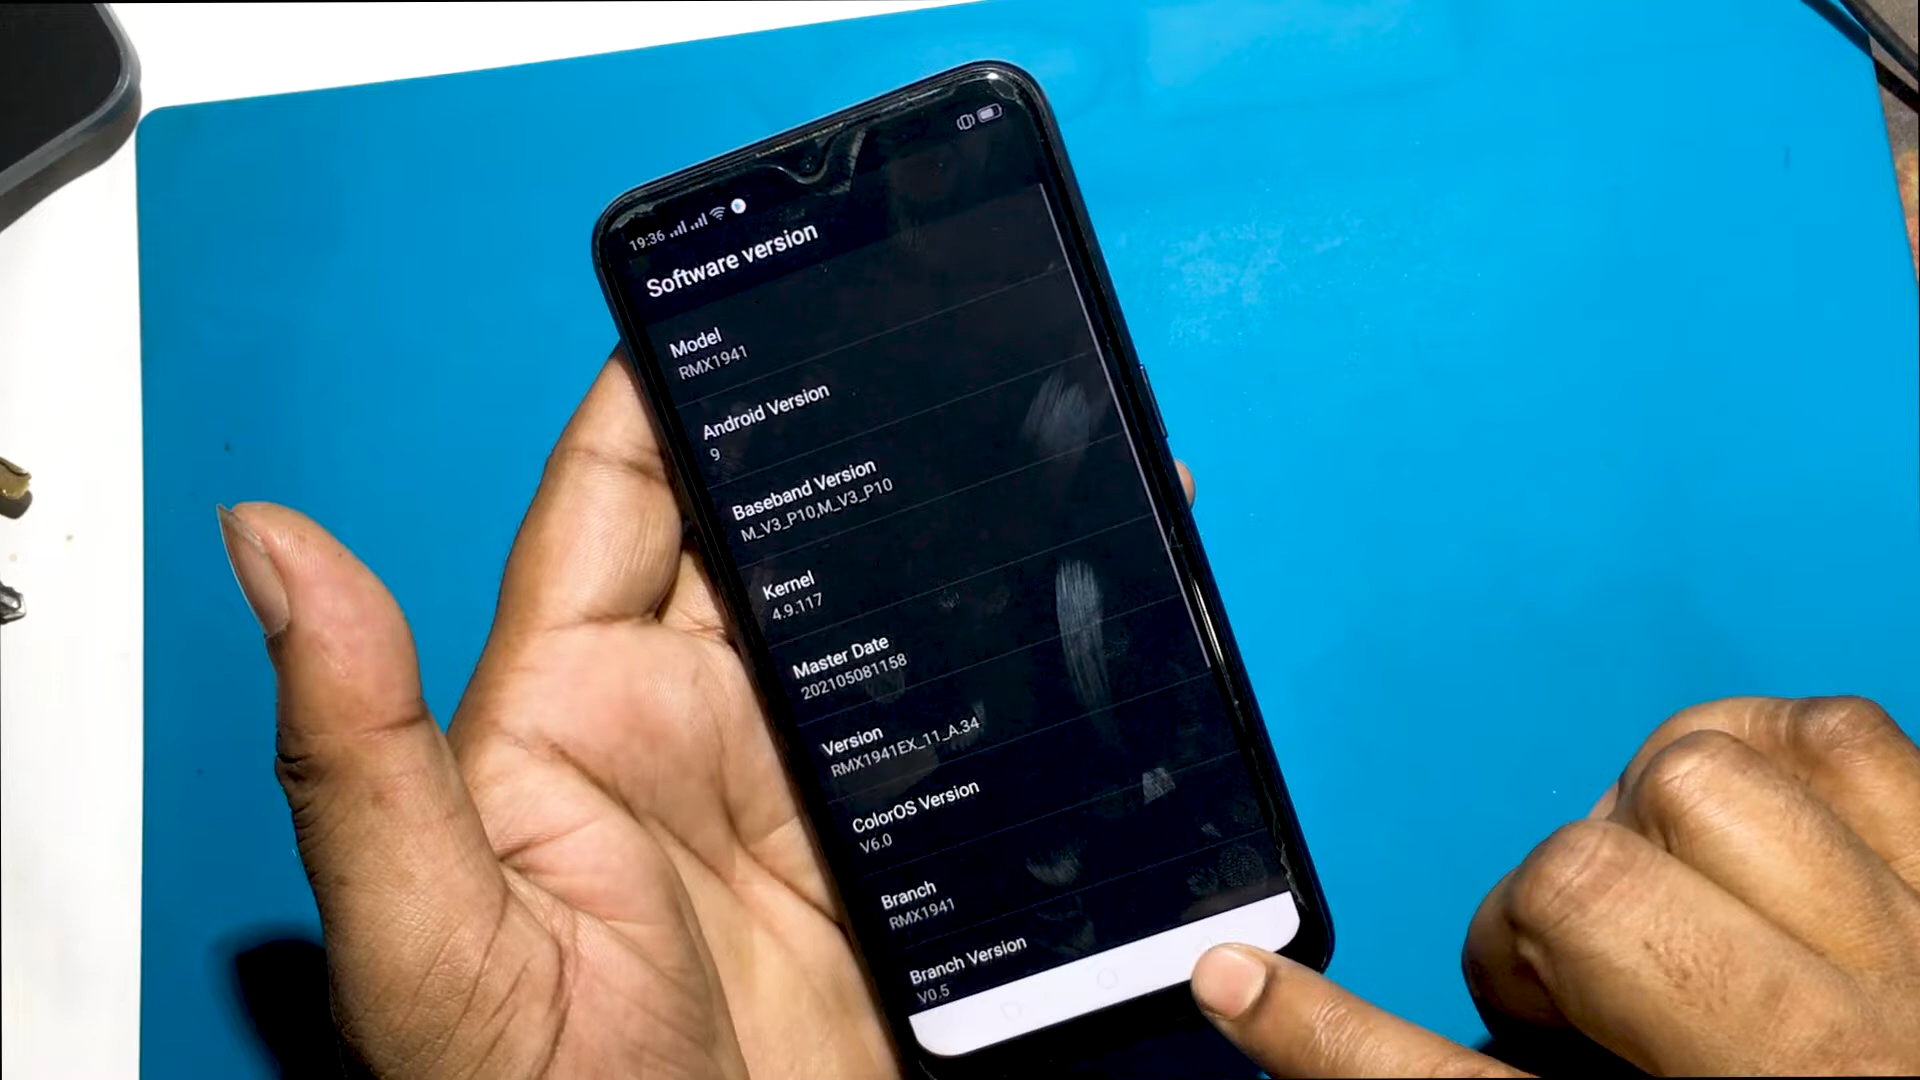 19:36
Software version
Model
RMX1941
Android Version
9
Baseband Version
M_V3_P10,M_V3_P10
Kernel
4.9.117
Master Date
202105081158
Version
RMX1941EX_11_A.34
ColorOS Version
V6.0
Branch
RMX1941
Branch Version
V0.5